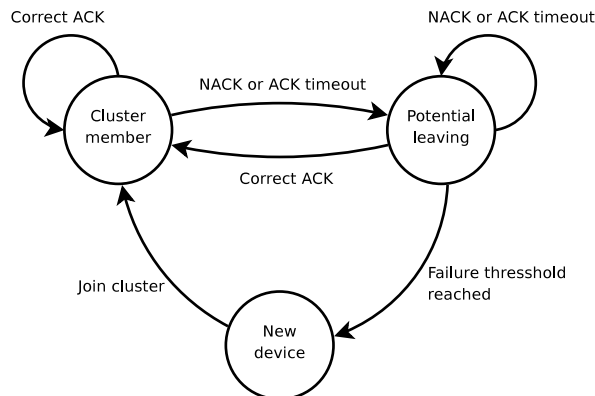 Correct ACK
NACK or ACK timeout
NACK or ACK timeout
Cluster
member
Potential
leaving
Correct ACK
Join cluster
Failure thresshold
reached
New
device